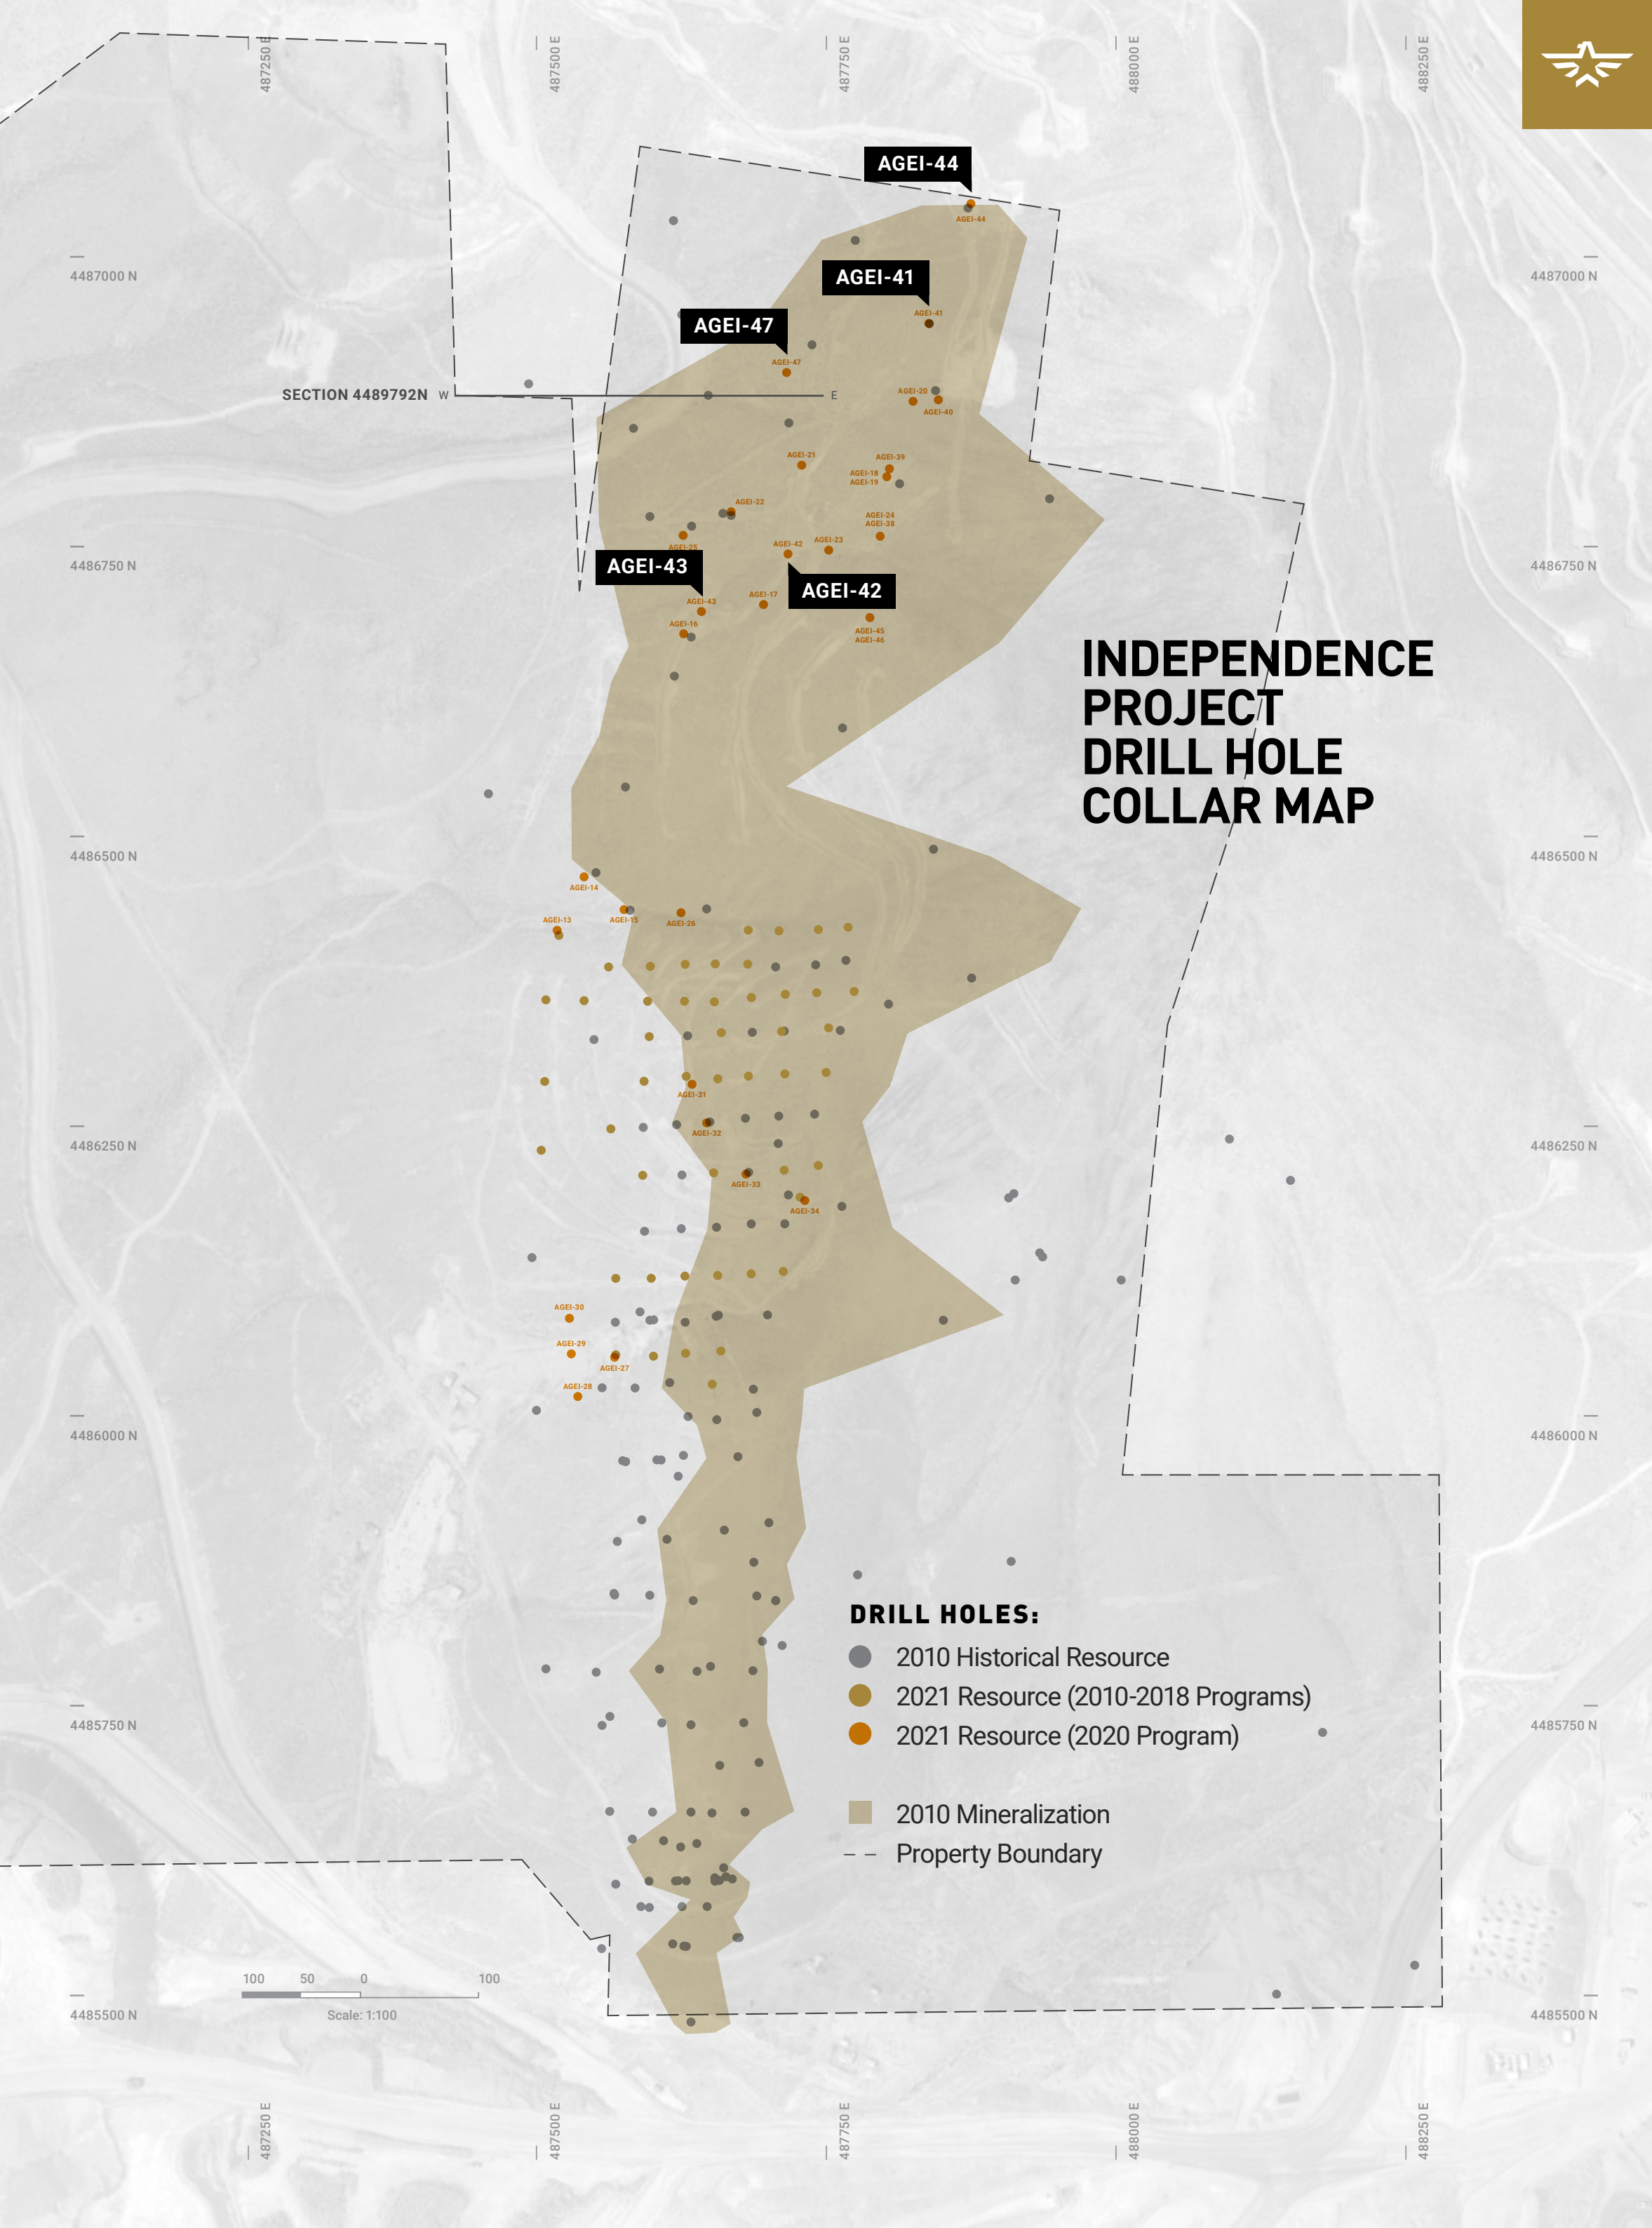 487250 E
487500 E
487750 E
488000 E
488250 E
AGEI-44
AGEI-44
4487000 N
4487000 N
AGEI-41
AGEI-41
AGEI-47
AGEI-47
SECTION 4489792N
W
E
AGEI-20
AGEI-40
AGEI-21
AGEI-39
AGEI-18
AGEI-19
AGEI-22
AGEI-24
AGEI-38
AGEI-25
AGEI-42
AGEI-23
4486750 N
4486750 N
AGEI-43
AGEI-42
AGEI-43
AGEI-17
AGEI-16
AGEI-45
AGEI-46
INDEPENDENCE
PROJECT
DRILL HOLE
COLLAR MAP
4486500 N
4486500 N
AGEI-14
AGEI-13
AGEI-15
AGEI-26
AGEI-31
AGEI-32
4486250 N
4486250 N
AGEI-33
AGEI-34
AGEI-30
AGEI-29
AGEI-27
AGEI-28
4486000 N
4486000 N
DRILL HOLES:
2010 Historical Resource
2021 Resource (2010-2018 Programs)
2021 Resource (2020 Program)
4485750 N
4485750 N
2010 Mineralization
Property Boundary
100 50 0 100
Scale: 1:100
4485500 N
4485500 N
487250 E
487500 E
487750 E
488000 E
488250 E